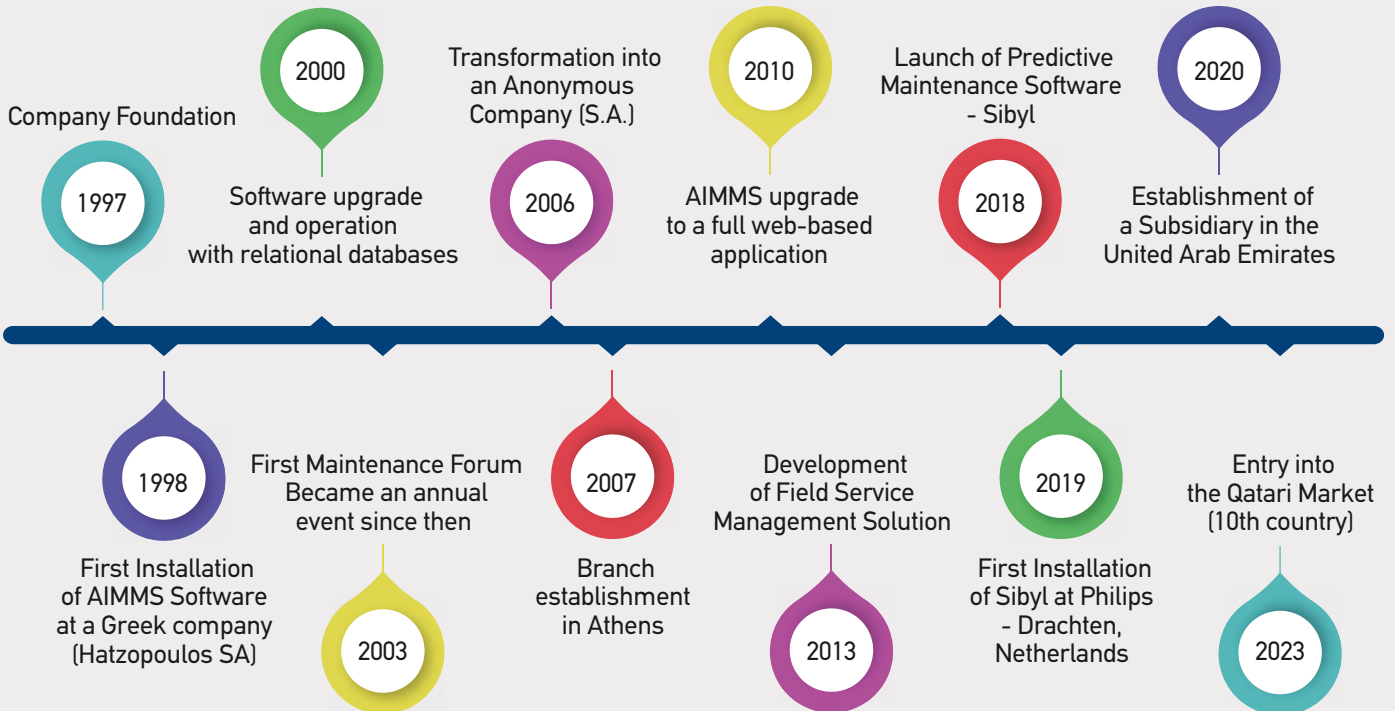 Company Foundation
1997
2000
Software upgrade
and operation
with relational databases
Transformation into
an Anonymous
Company (S.A.)
2006
2010
AIMMS upgrade
to a full web-based
application
Launch of Predictive
Maintenance Software
- Sibyl
2018
2020
Establishment of
a Subsidiary in the
United Arab Emirates
1998
First Installation
of AIMMS Software
at a Greek company
(Hatzopoulos SA)
First Maintenance Forum
Became an annual
event since then
2003
2007
Branch
establishment
in Athens
Development
of Field Service
Management Solution
2013
2019
First Installation
of Sibyl at Philips
- Drachten,
Netherlands
Entry into
the Qatari Market
(10th country)
2023